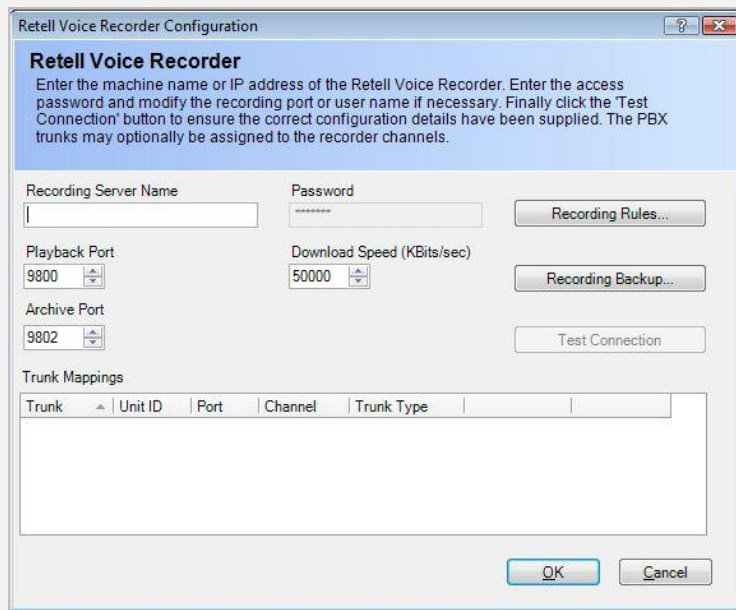 Retell Voice Recorder Configuration
Retell Voice Recorder
Enter the machine name or IP address of the Retell Voice Recorder. Enter the access
password and modify the recording port or user name if necessary. Finally click the 'Test
Connection' button to ensure the correct configuration details have been supplied. The PBX
trunks may optionally be assigned to the recorder channels.
Recording Server Name
Password
*******
Recording Rules...
Playback Port
Download Speed (KBits/sec)
9800
50000
Recording Backup...
Archive Port
9802
Test Connection
Trunk Mappings
Trunk Unit ID Port Channel Trunk Type
OK
Cancel